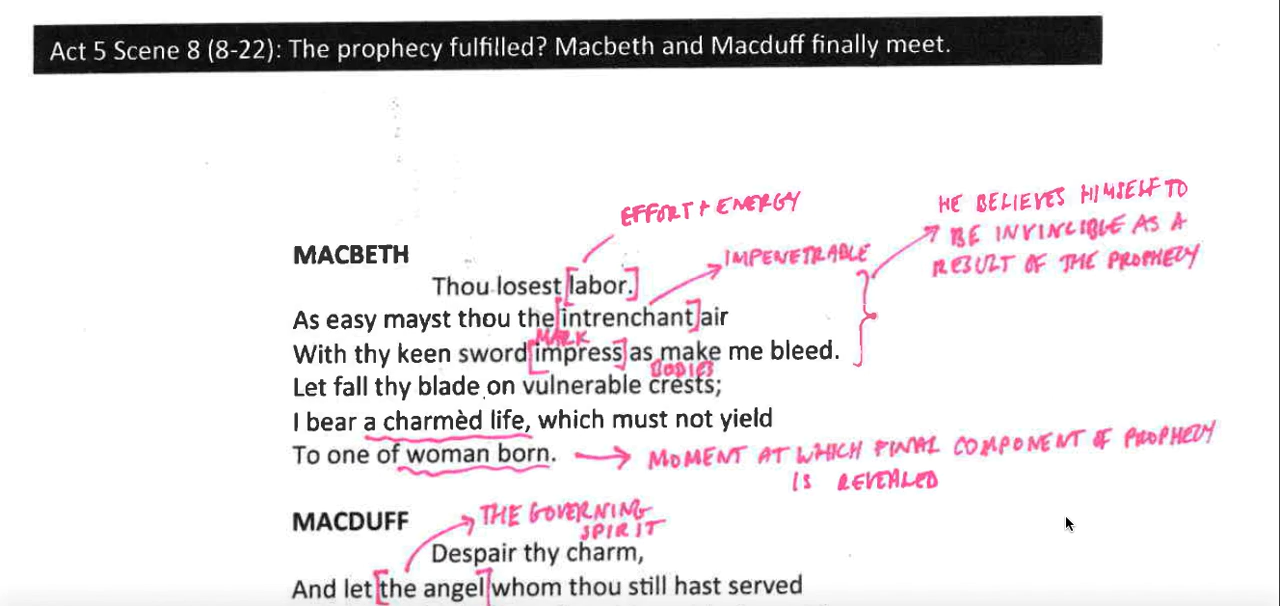 Act 5 Scene 8 (8-22): The prophecy fulfilled? Macbeth and Macduff finally meet.
EFFORT + ENERGY
HE BELIEVES HIMSELF TO
BE INVINCIBLE AS A
RESULT OF THE PROPHECY
MACBETH
IMPENETRABLE
Thou losest [labor.]
As easy mayst thou the [intrenchant] air
MARK
With thy keen sword [impress] as make me bleed.
BODIES
Let fall thy blade on vulnerable crests;
I bear a charmèd life, which must not yield
To one of woman born. → MOMENT AT WHICH FINAL COMPONENT OF PROPHECY
IS REVEALED
MACDUFF
THE GOVERNING
SPIRIT
Despair thy charm,
And let [the angel] whom thou still hast served